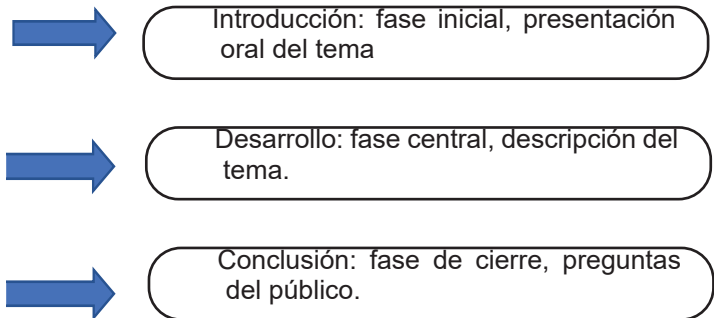 Introducción: fase inicial, presentación
oral del tema
Desarrollo: fase central, descripción del
tema.
Conclusión: fase de cierre, preguntas
del público.